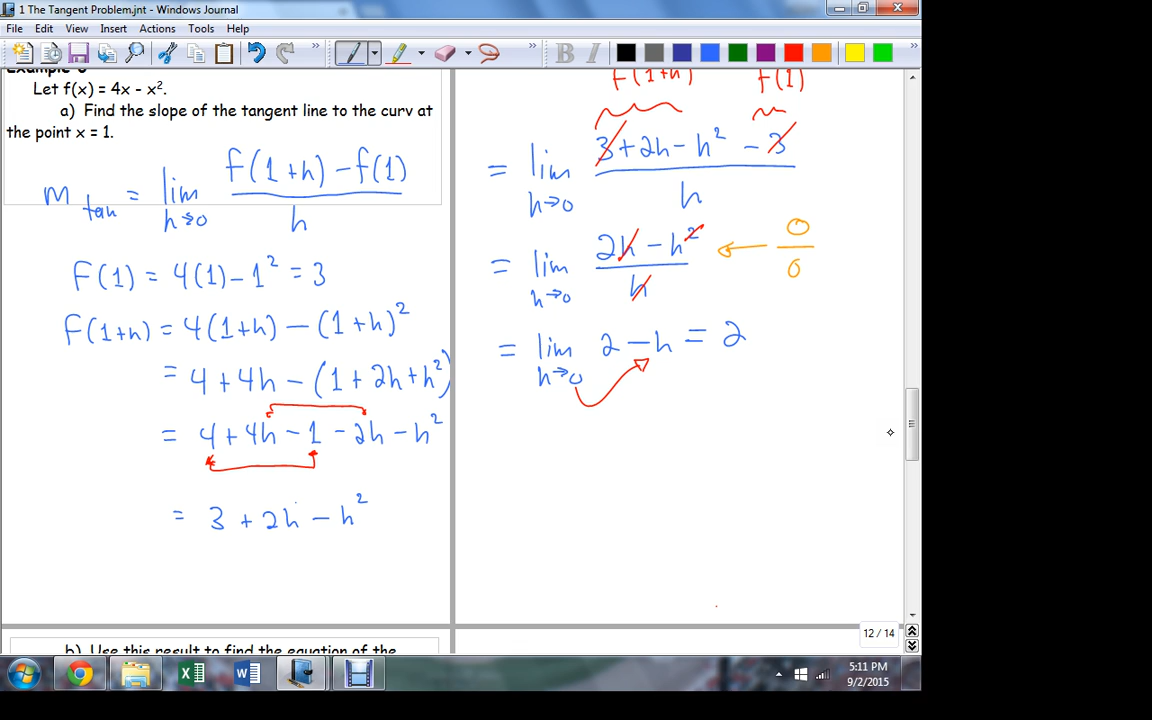 1 The Tangent Problem.jnt - Windows Journal
File Edit View Insert Actions Tools Help
Let f(x) = 4x - x².
a) Find the slope of the tangent line to the curv at
the point x = 1.
m tan = lim h→0 f(1+h) - f(1) / h
F(1) = 4(1) - 1² = 3
F(1+h) = 4(1+h) - (1+h)²
= 4 + 4h - (1 + 2h + h²)
= 4 + 4h - 1 - 2h - h²
= 3 + 2h - h²
b) Use this result to find the equation of the
f(1+h) f(1)
= lim h→0 3 + 2h - h² - 3 / h
= lim h→0 2h - h² / h ← 0/0
= lim h→0 2 - h = 2
12 / 14
5:11 PM
9/2/2015